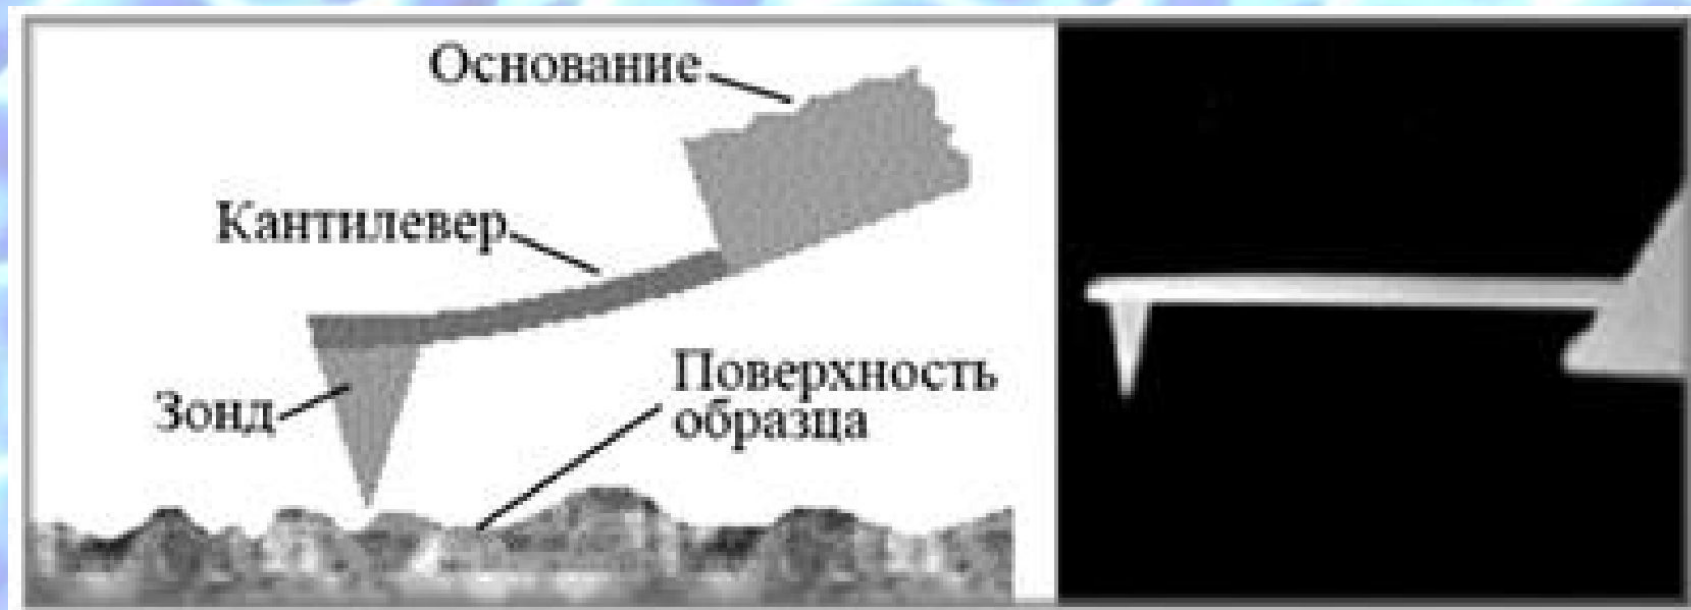 Основание
Кантилевер
Зонд
Поверхность
образца